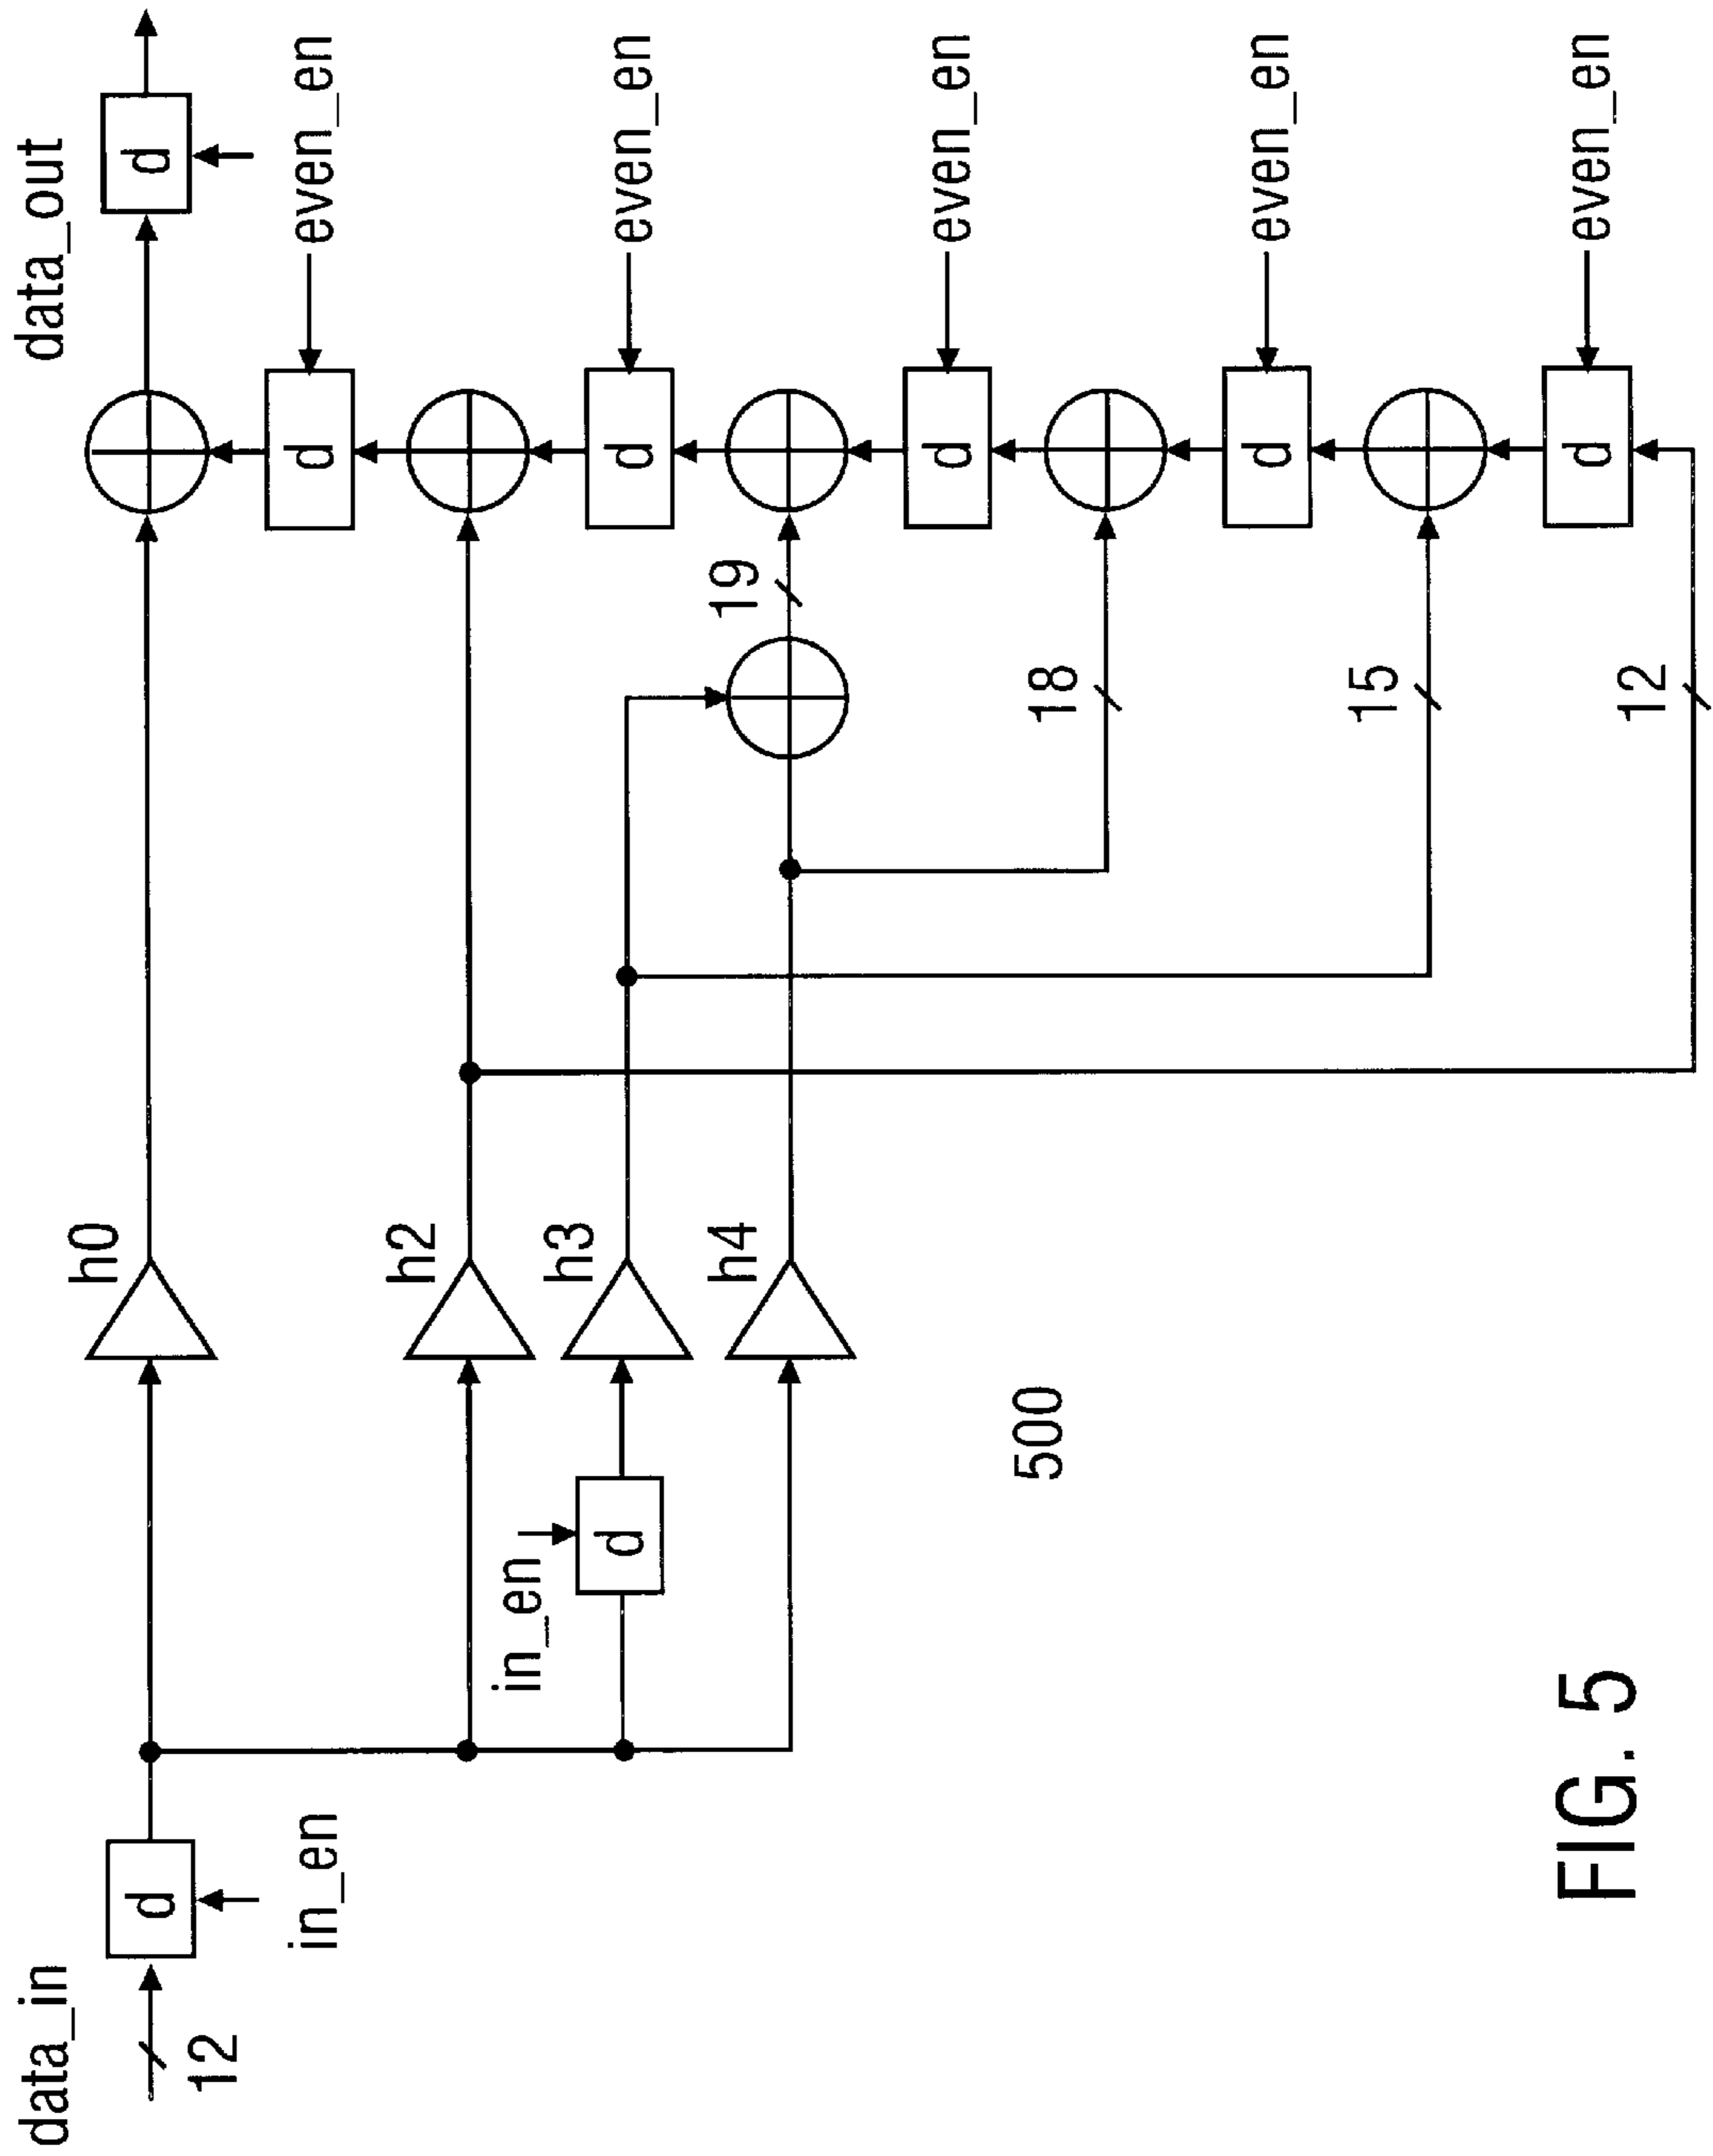 data_in
data_out
h0
d
d
12
in_en
d
even_en
h2
in_en
h3
d
d
even_en
h4
19
d
even_en
500
18
d
even_en
15
d
even_en
12
FIG. 5